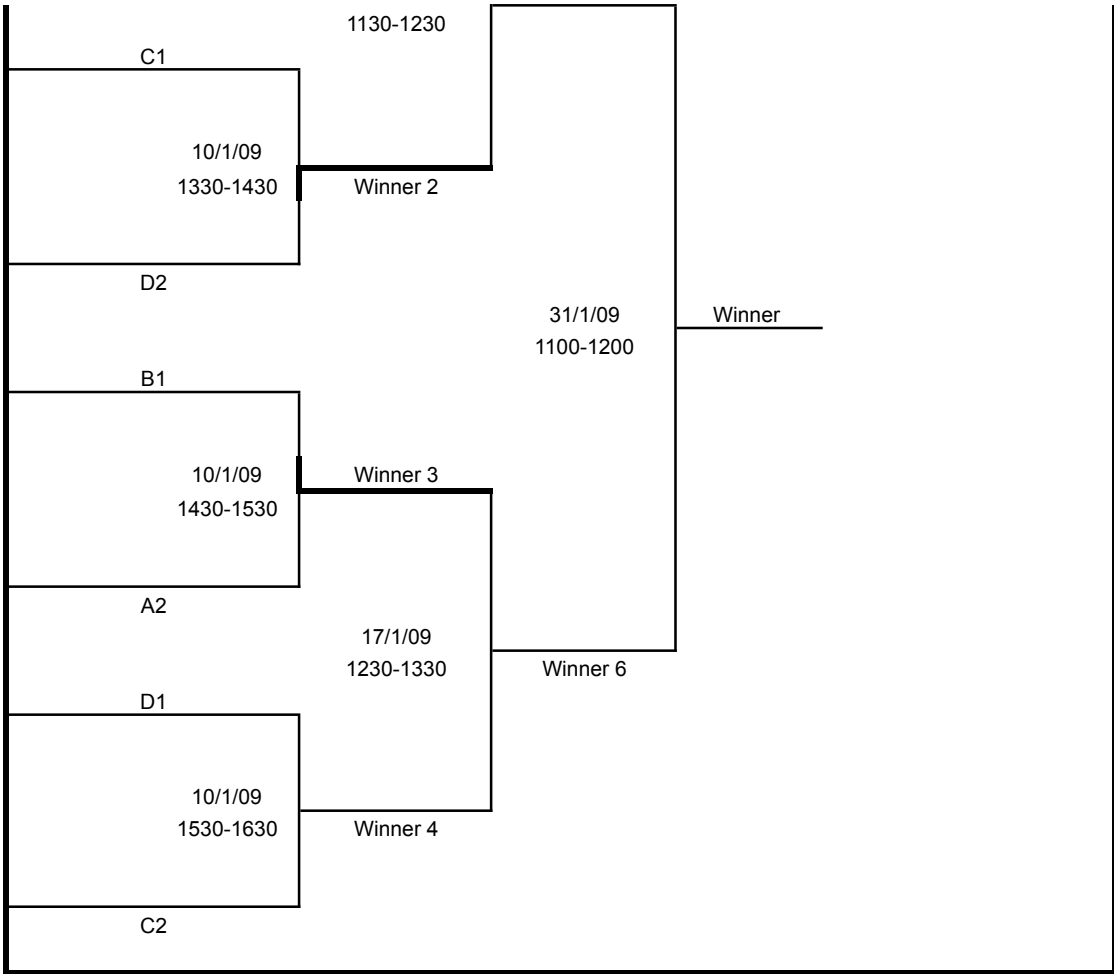 1130-1230
C1
10/1/09
1330-1430
Winner 2
D2
31/1/09
1100-1200
Winner
B1
10/1/09
1430-1530
Winner 3
A2
17/1/09
1230-1330
Winner 6
D1
10/1/09
1530-1630
Winner 4
C2